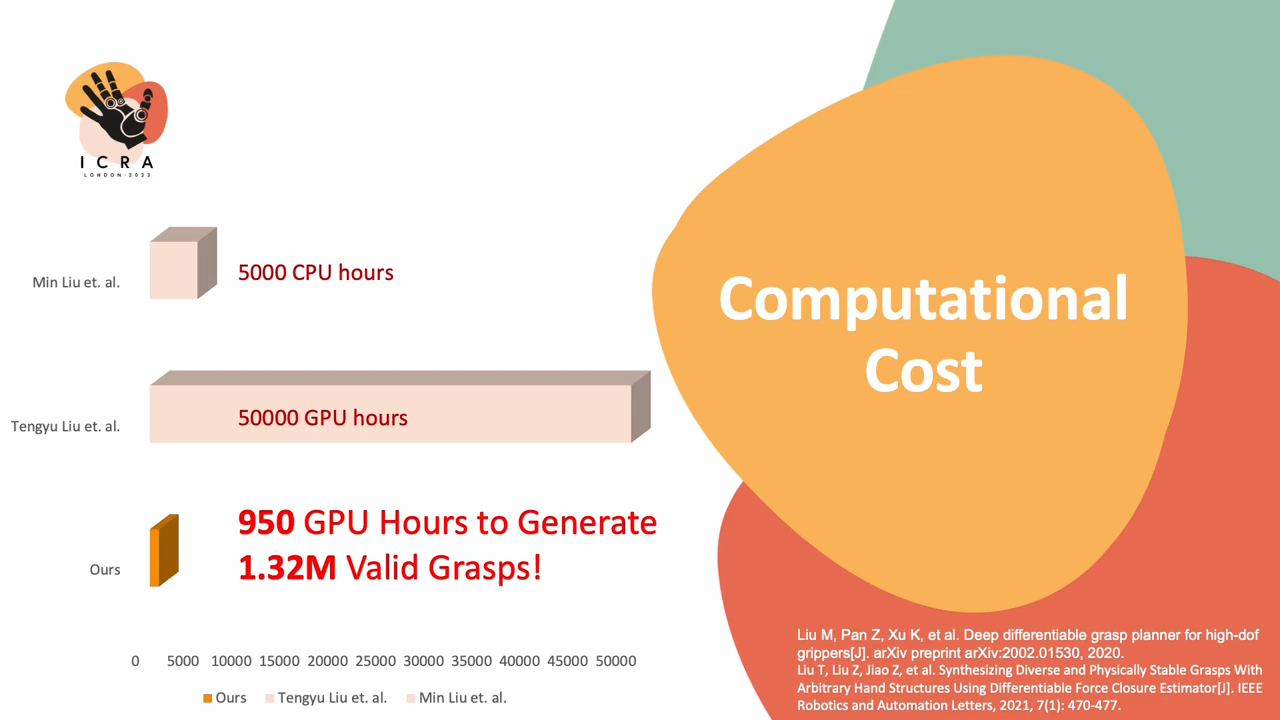 ICRA
LONDON·2023
Computational
Cost
Min Liu et. al.
5000 CPU hours
Tengyu Liu et. al.
50000 GPU hours
Ours
950 GPU Hours to Generate
1.32M Valid Grasps!
0 5000 10000 15000 20000 25000 30000 35000 40000 45000 50000
Ours Tengyu Liu et. al. Min Liu et. al.
Liu M, Pan Z, Xu K, et al. Deep differentiable grasp planner for high-dof
grippers[J]. arXiv preprint arXiv:2002.01530, 2020.
Liu T, Liu Z, Jiao Z, et al. Synthesizing Diverse and Physically Stable Grasps With
Arbitrary Hand Structures Using Differentiable Force Closure Estimator[J]. IEEE
Robotics and Automation Letters, 2021, 7(1): 470-477.